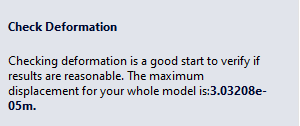 Check Deformation
Checking deformation is a good start to verify if
results are reasonable. The maximum
displacement for your whole model is:3.03208e-
05m.